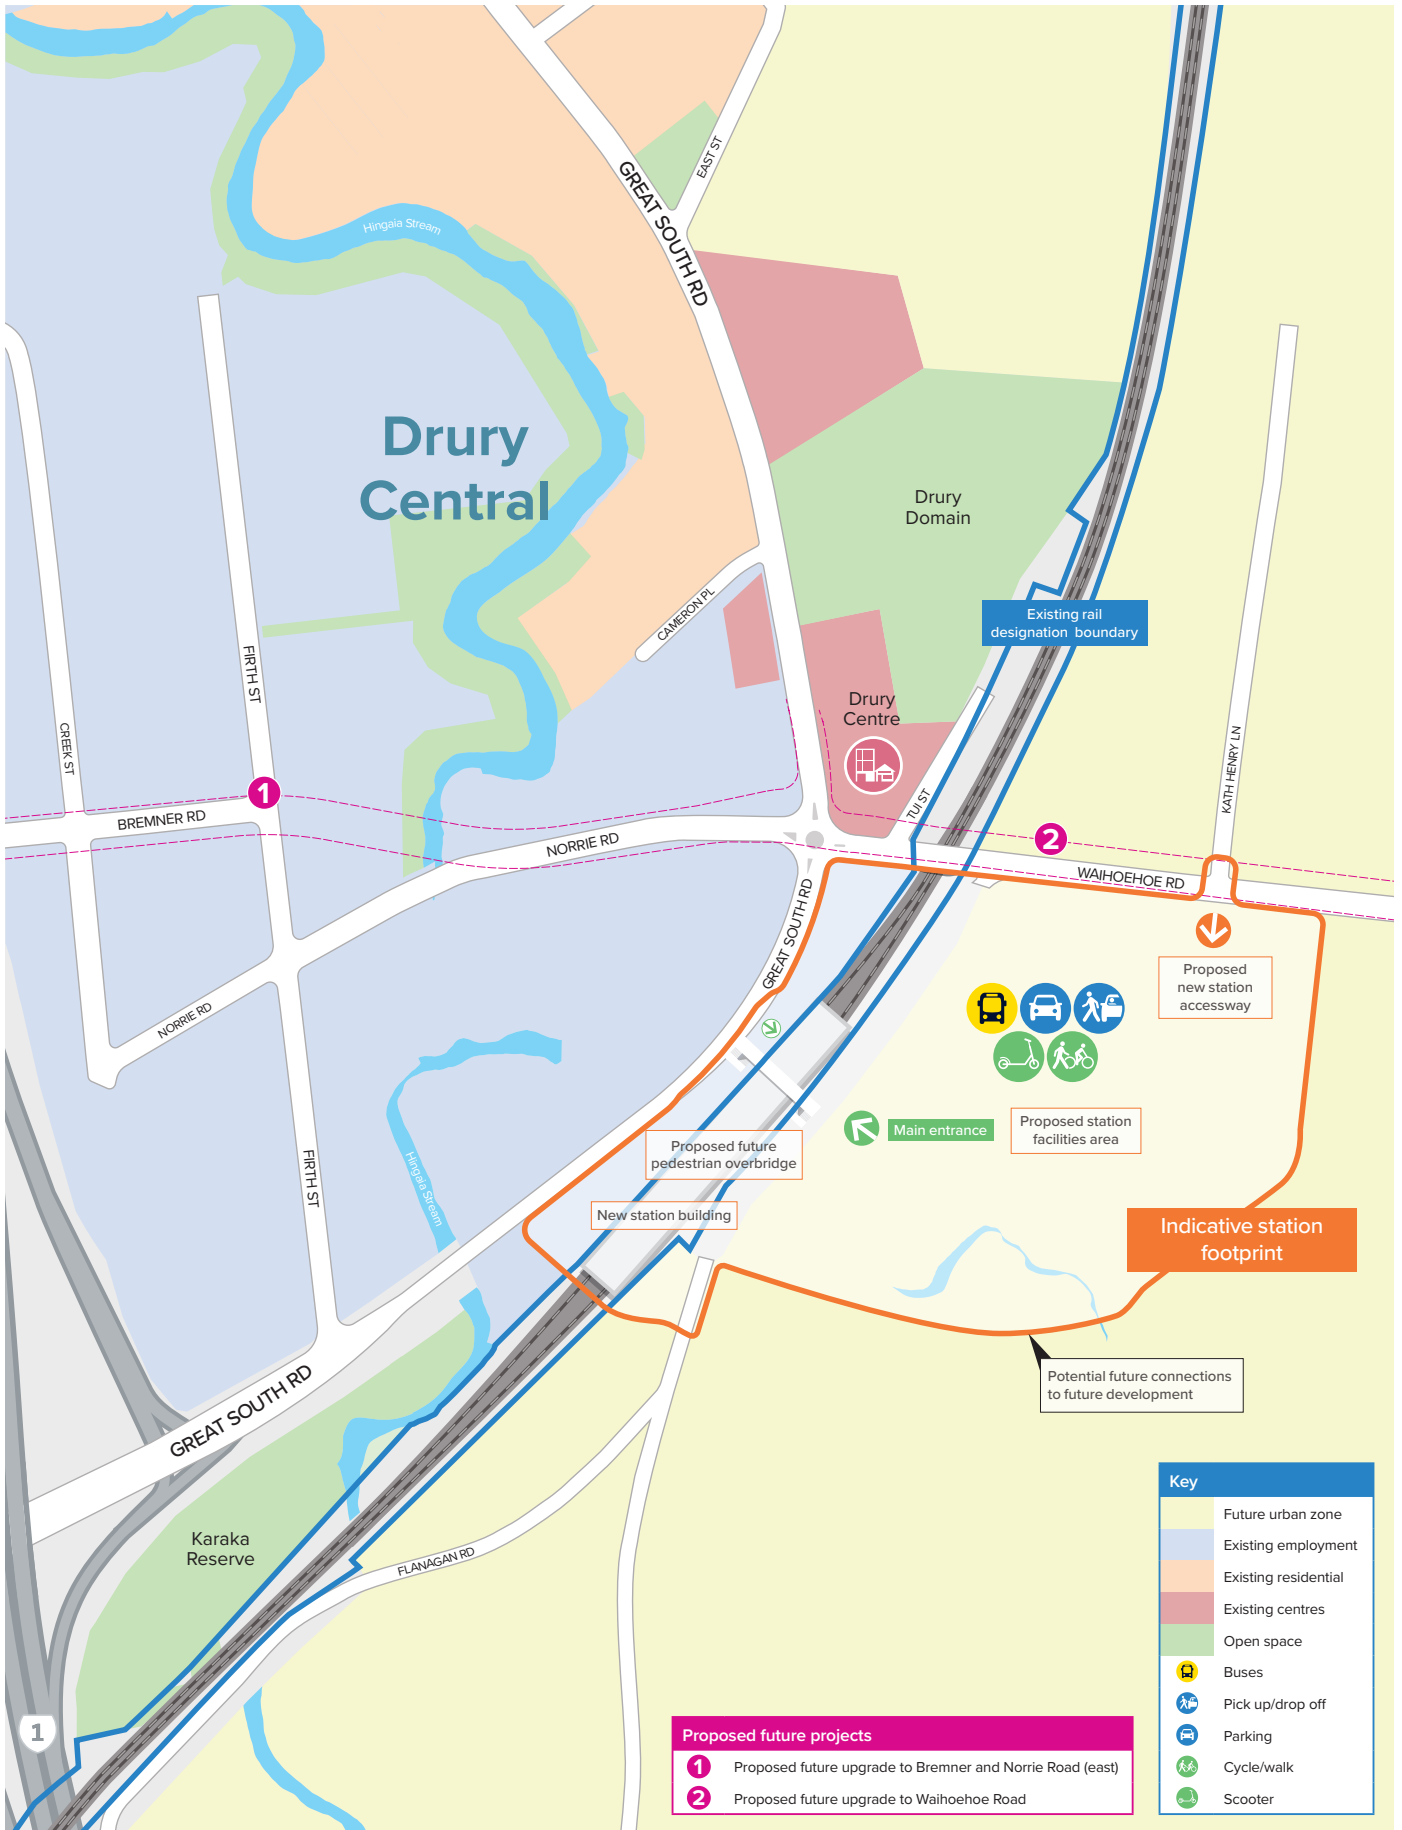 EAST ST
GREAT SOUTH RD
Hingaia Stream
Drury
Central
Drury
Domain
CAMERON PL
Existing rail
designation boundary
FIRTH ST
CREEK ST
Drury
Centre
KATH HENRY LN
TUI ST
1
BREMNER RD
NORRIE RD
2
WAIHOEHOE RD
GREAT SOUTH RD
Proposed
new station
accessway
NORRIE RD
Main entrance
Proposed station
facilities area
Proposed future
pedestrian overbridge
FIRTH ST
Hingaia Stream
New station building
Indicative station
footprint
Potential future connections
to future development
GREAT SOUTH RD
Karaka
Reserve
FLANAGAN RD
1
Key
Future urban zone
Existing employment
Existing residential
Existing centres
Open space
Buses
Pick up/drop off
Parking
Cycle/walk
Scooter
Proposed future projects
1 Proposed future upgrade to Bremner and Norrie Road (east)
2 Proposed future upgrade to Waihoehoe Road